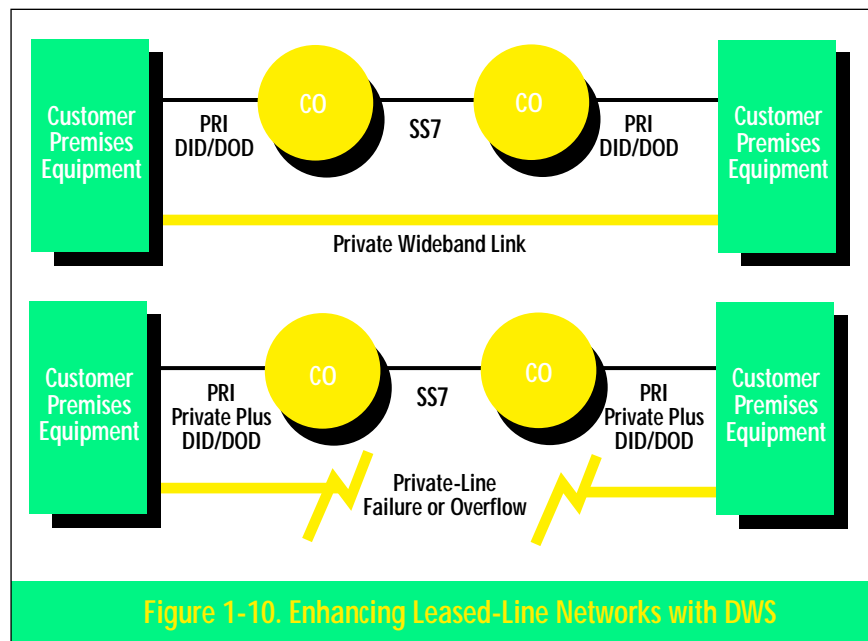 Customer
Premises
Equipment
PRI
DID/DOD
CO
SS7
CO
PRI
DID/DOD
Customer
Premises
Equipment
Private Wideband Link
Customer
Premises
Equipment
PRI
Private Plus
DID/DOD
CO
SS7
CO
PRI
Private Plus
DID/DOD
Customer
Premises
Equipment
Private-Line
Failure or Overflow
Figure 1-10. Enhancing Leased-Line Networks with DWS